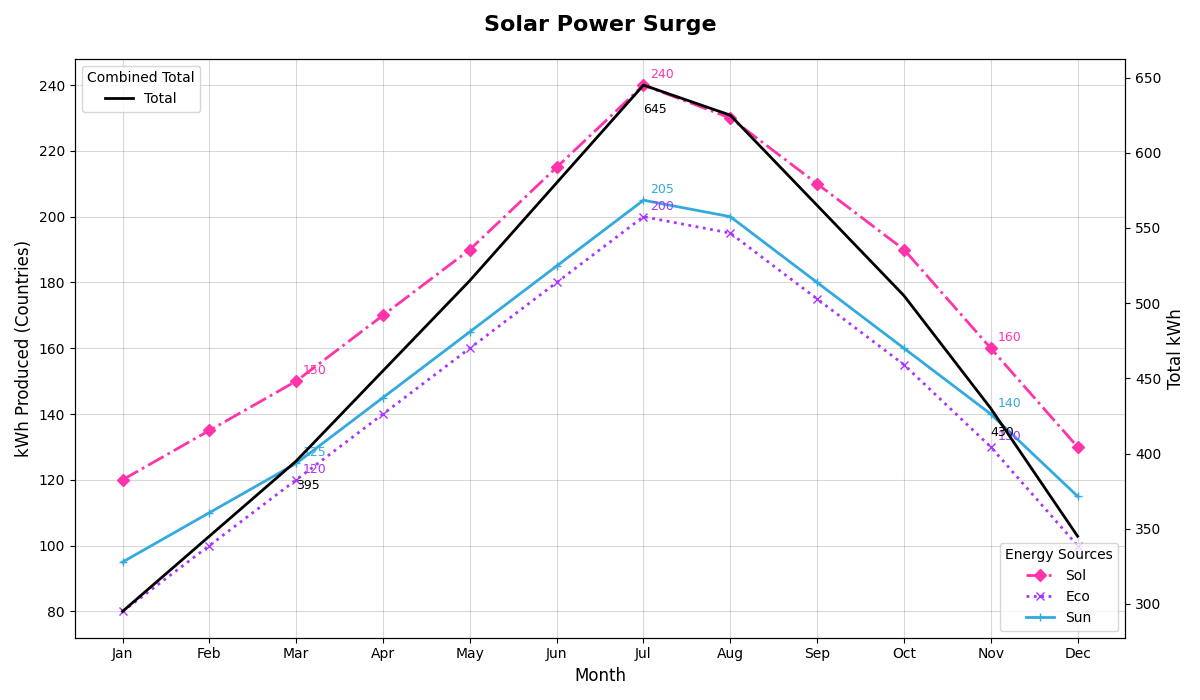 Solar Power Surge
Combined Total
Total
240
220
200
180
160
140
120
100
80
kWh Produced (Countries)
650
600
550
500
450
400
350
300
Total kWh
240
645
205
200
150
125
120
395
160
140
430
130
Energy Sources
Sol
Eco
Sun
Jan Feb Mar Apr May Jun Jul Aug Sep Oct Nov Dec
Month